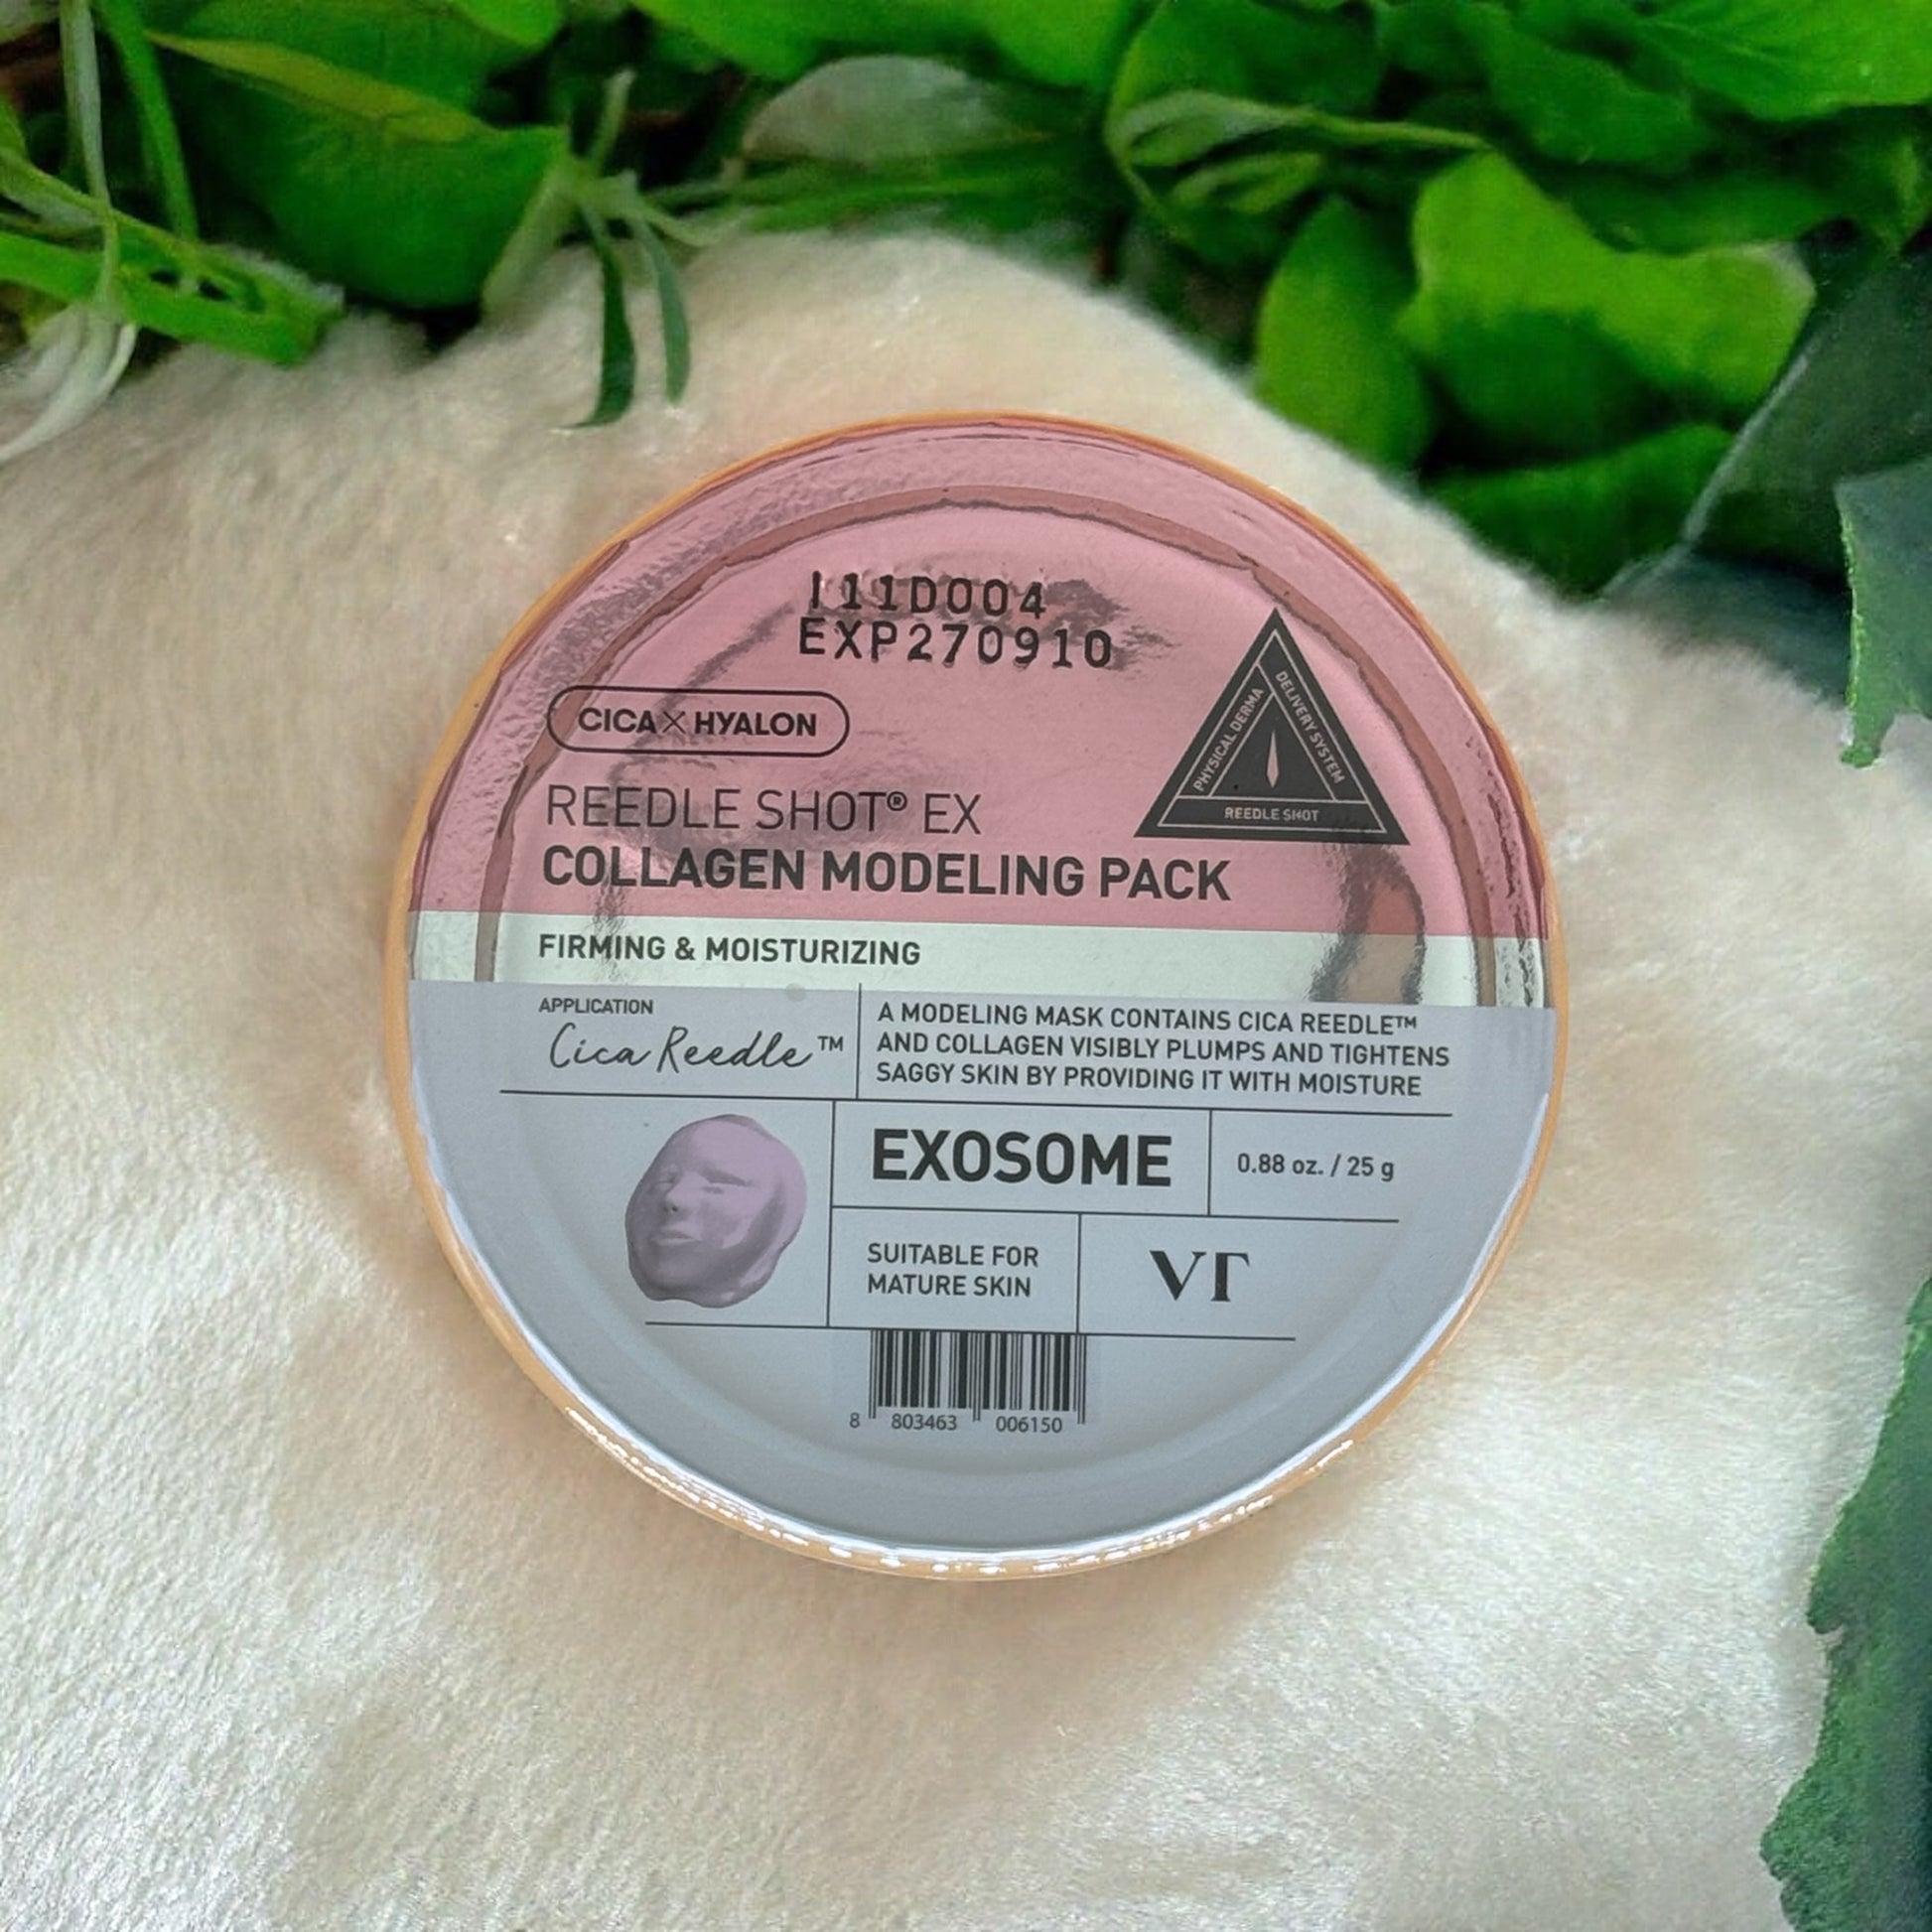 I11D004
EXP270910
CICA X HYALON
PHYSICAL DERMA
DELIVERY SYSTEM
REEDLE SHOT
REEDLE SHOT® EX
COLLAGEN MODELING PACK
FIRMING & MOISTURIZING
APPLICATION
Cica Reedle™
A MODELING MASK CONTAINS CICA REEDLE™
AND COLLAGEN VISIBLY PLUMPS AND TIGHTENS
SAGGY SKIN BY PROVIDING IT WITH MOISTURE
EXOSOME
0.88 oz. / 25 g
SUITABLE FOR
MATURE SKIN
VT
8 803463 006150